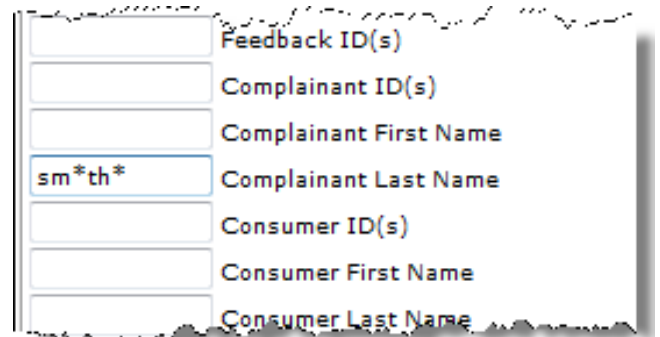 Feedback ID(s)
Complainant ID(s)
Complainant First Name
sm*th* Complainant Last Name
Consumer ID(s)
Consumer First Name
Consumer Last Name